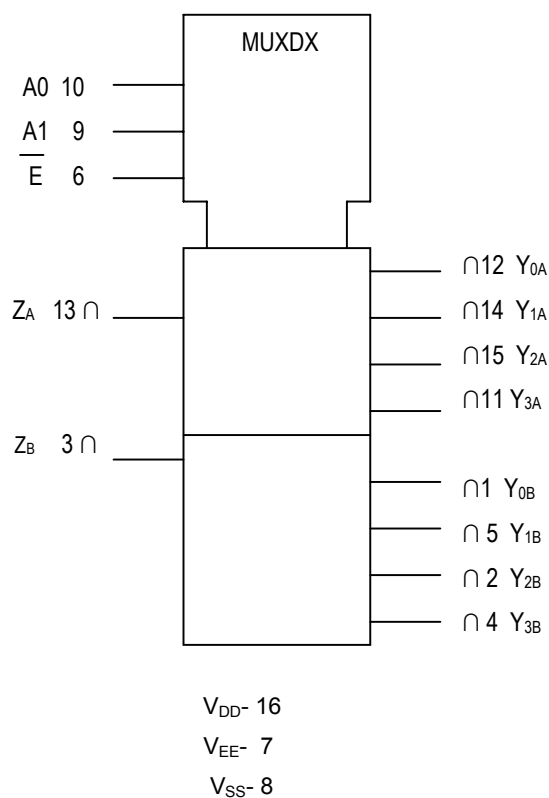 MUXDX
A0 10
A1 9
E̅ 6
Z_A 13 ∩
∩12 Y_0A
∩14 Y_1A
∩15 Y_2A
∩11 Y_3A
Z_B 3 ∩
∩1 Y_0B
∩ 5 Y_1B
∩ 2 Y_2B
∩ 4 Y_3B
V_DD- 16
V_EE- 7
V_SS- 8